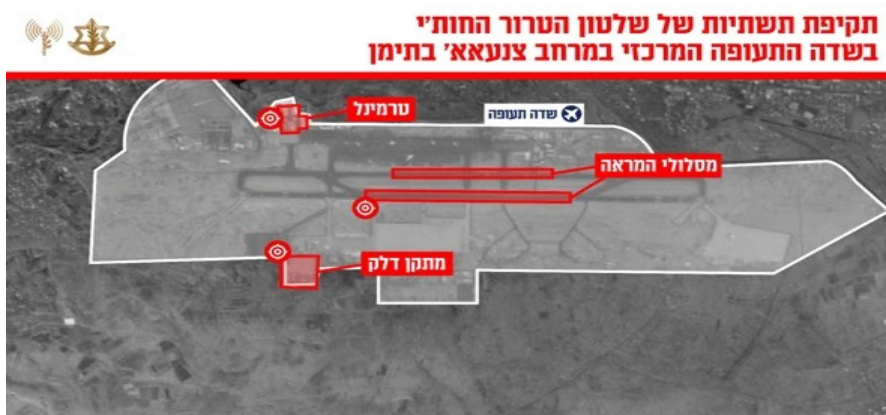 תקיפת תשתיות של שלטון הטרור החות'י
בשדה התעופה המרכזי במרחב צנעאא' בתימן
טרמינל
שדה תעופה
מסלולי המראה
מתקן דלק